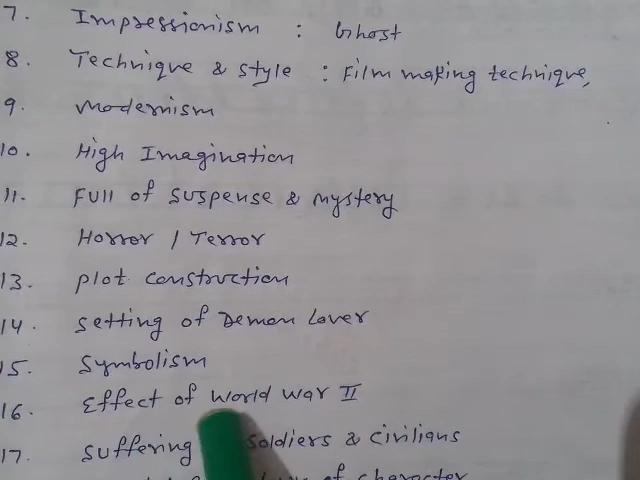 7. Impressionism : Ghost
8. Technique & style : Film making technique,
9. Modernism
10. High Imagination
11. Full of suspense & mystery
12. Horror / Terror
13. Plot construction
14. Setting of Demon Lover
15. Symbolism
16. Effect of World War II
17. Suffering soldiers & civilians
of character